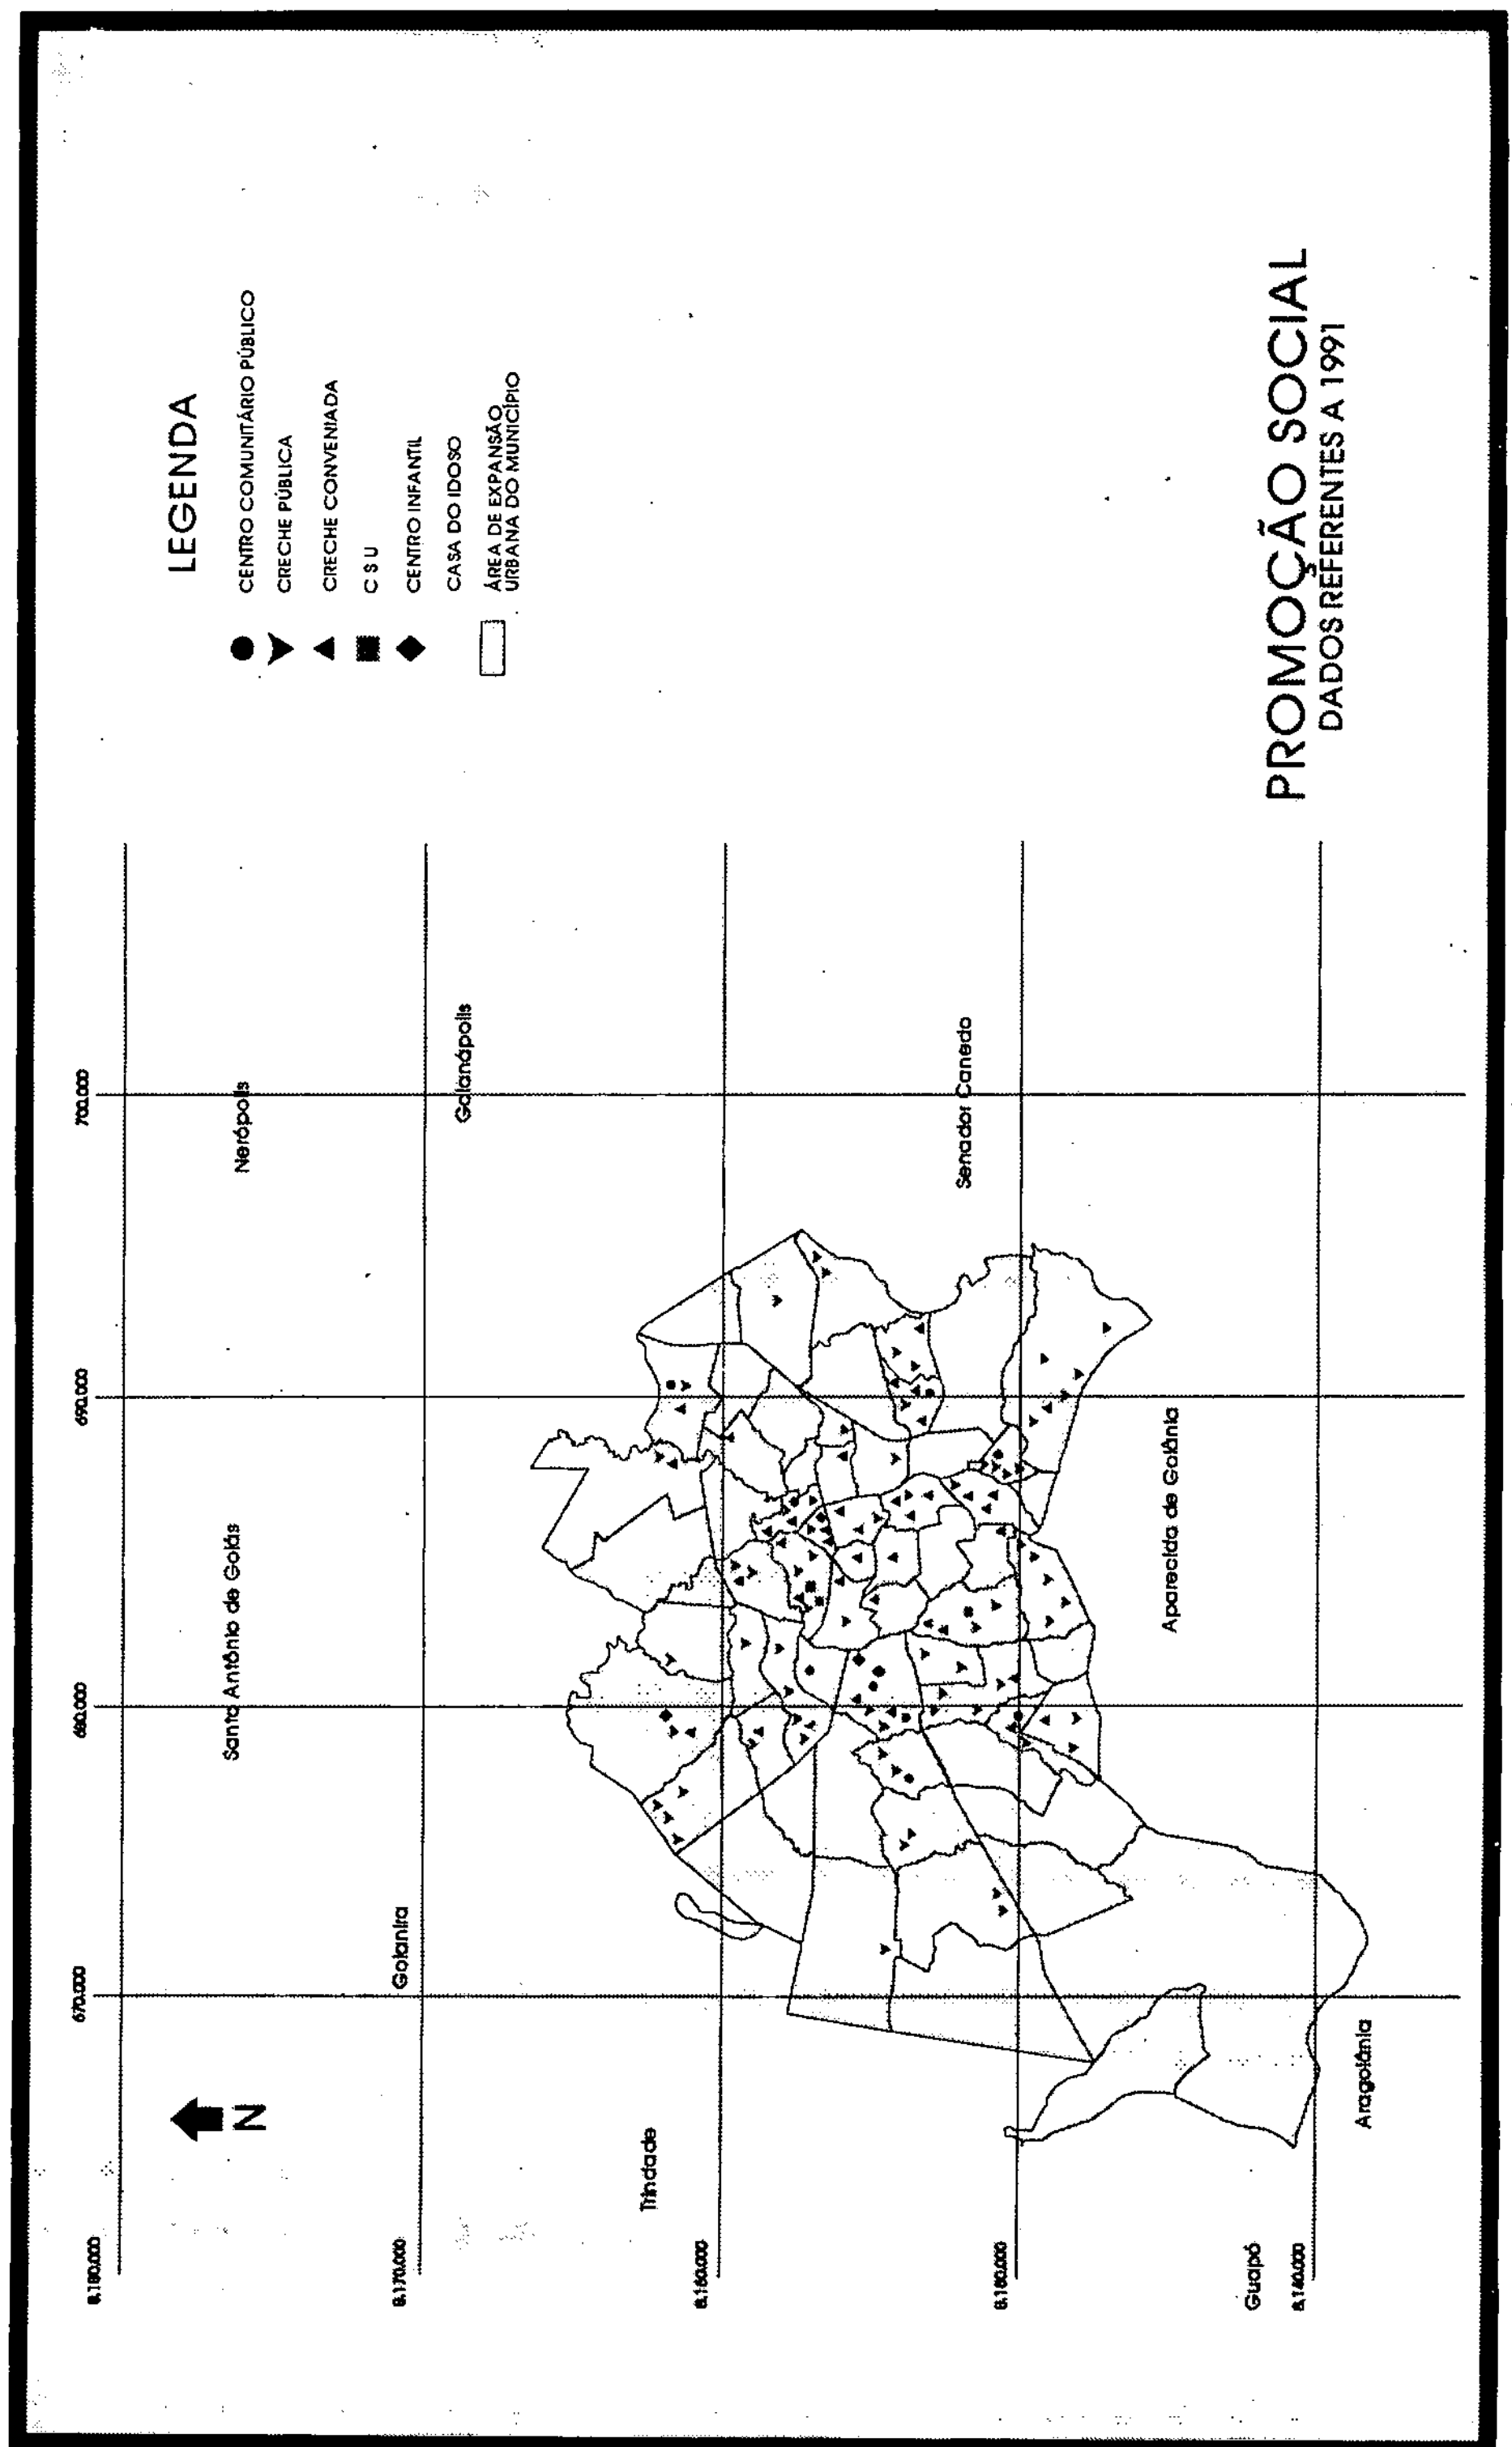 LEGENDA
CENTRO COMUNITÁRIO PÚBLICO
CRECHE PÚBLICA
CRECHE CONVENIADA
C S U
CENTRO INFANTIL
CASA DO IDOSO
ÁREA DE EXPANSÃO
URBANA DO MUNICÍPIO
670.000
680.000
690.000
700.000
8.180.000
8.170.000
8.160.000
8.140.000
N
Santo Antônio de Goiás
Nerópolis
Goianira
Goianápolis
Trindade
Senador Canedo
Aparecida de Goiânia
Guapó
Aragoiânia
PROMOÇÃO SOCIAL
DADOS REFERENTES A 1991